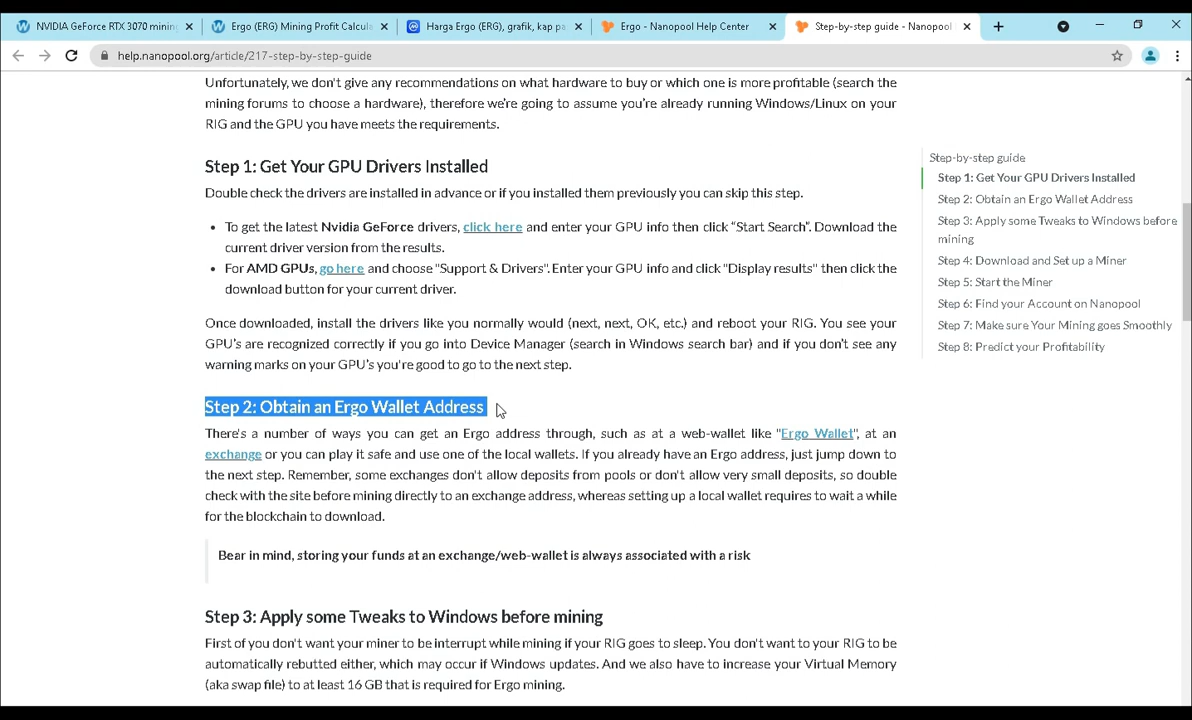 NVIDIA GeForce RTX 3070 minin
Ergo (ERG) Mining Profit Calcul
Harga Ergo (ERG), grafik, kap pa
Ergo - Nanopool Help Center
Step-by-step guide - Nanopool
help.nanopool.org/article/217-step-by-step-guide
Unfortunately, we don't give any recommendations on what hardware to buy or which one is more profitable (search the
mining forums to choose a hardware), therefore we're going to assume you're already running Windows/Linux on your
RIG and the GPU you have meets the requirements.
Step 1: Get Your GPU Drivers Installed
Double check the drivers are installed in advance or if you installed them previously you can skip this step.
• To get the latest Nvidia GeForce drivers, click here and enter your GPU info then click “Start Search”. Download the
current driver version from the results.
• For AMD GPUs, go here and choose "Support & Drivers". Enter your GPU info and click "Display results" then click the
download button for your current driver.
Once downloaded, install the drivers like you normally would (next, next, OK, etc.) and reboot your RIG. You see your
GPU's are recognized correctly if you go into Device Manager (search in Windows search bar) and if you don't see any
warning marks on your GPU's you're good to go to the next step.
Step 2: Obtain an Ergo Wallet Address
There's a number of ways you can get an Ergo address through, such as at a web-wallet like "Ergo Wallet", at an
exchange or you can play it safe and use one of the local wallets. If you already have an Ergo address, just jump down to
the next step. Remember, some exchanges don't allow deposits from pools or don't allow very small deposits, so double
check with the site before mining directly to an exchange address, whereas setting up a local wallet requires to wait a while
for the blockchain to download.
Bear in mind, storing your funds at an exchange/web-wallet is always associated with a risk
Step 3: Apply some Tweaks to Windows before mining
First of you don't want your miner to be interrupt while mining if your RIG goes to sleep. You don't want to your RIG to be
automatically rebutted either, which may occur if Windows updates. And we also have to increase your Virtual Memory
(aka swap file) to at least 16 GB that is required for Ergo mining.
Step-by-step guide
Step 1: Get Your GPU Drivers Installed
Step 2: Obtain an Ergo Wallet Address
Step 3: Apply some Tweaks to Windows before
mining
Step 4: Download and Set up a Miner
Step 5: Start the Miner
Step 6: Find your Account on Nanopool
Step 7: Make sure Your Mining goes Smoothly
Step 8: Predict your Profitability